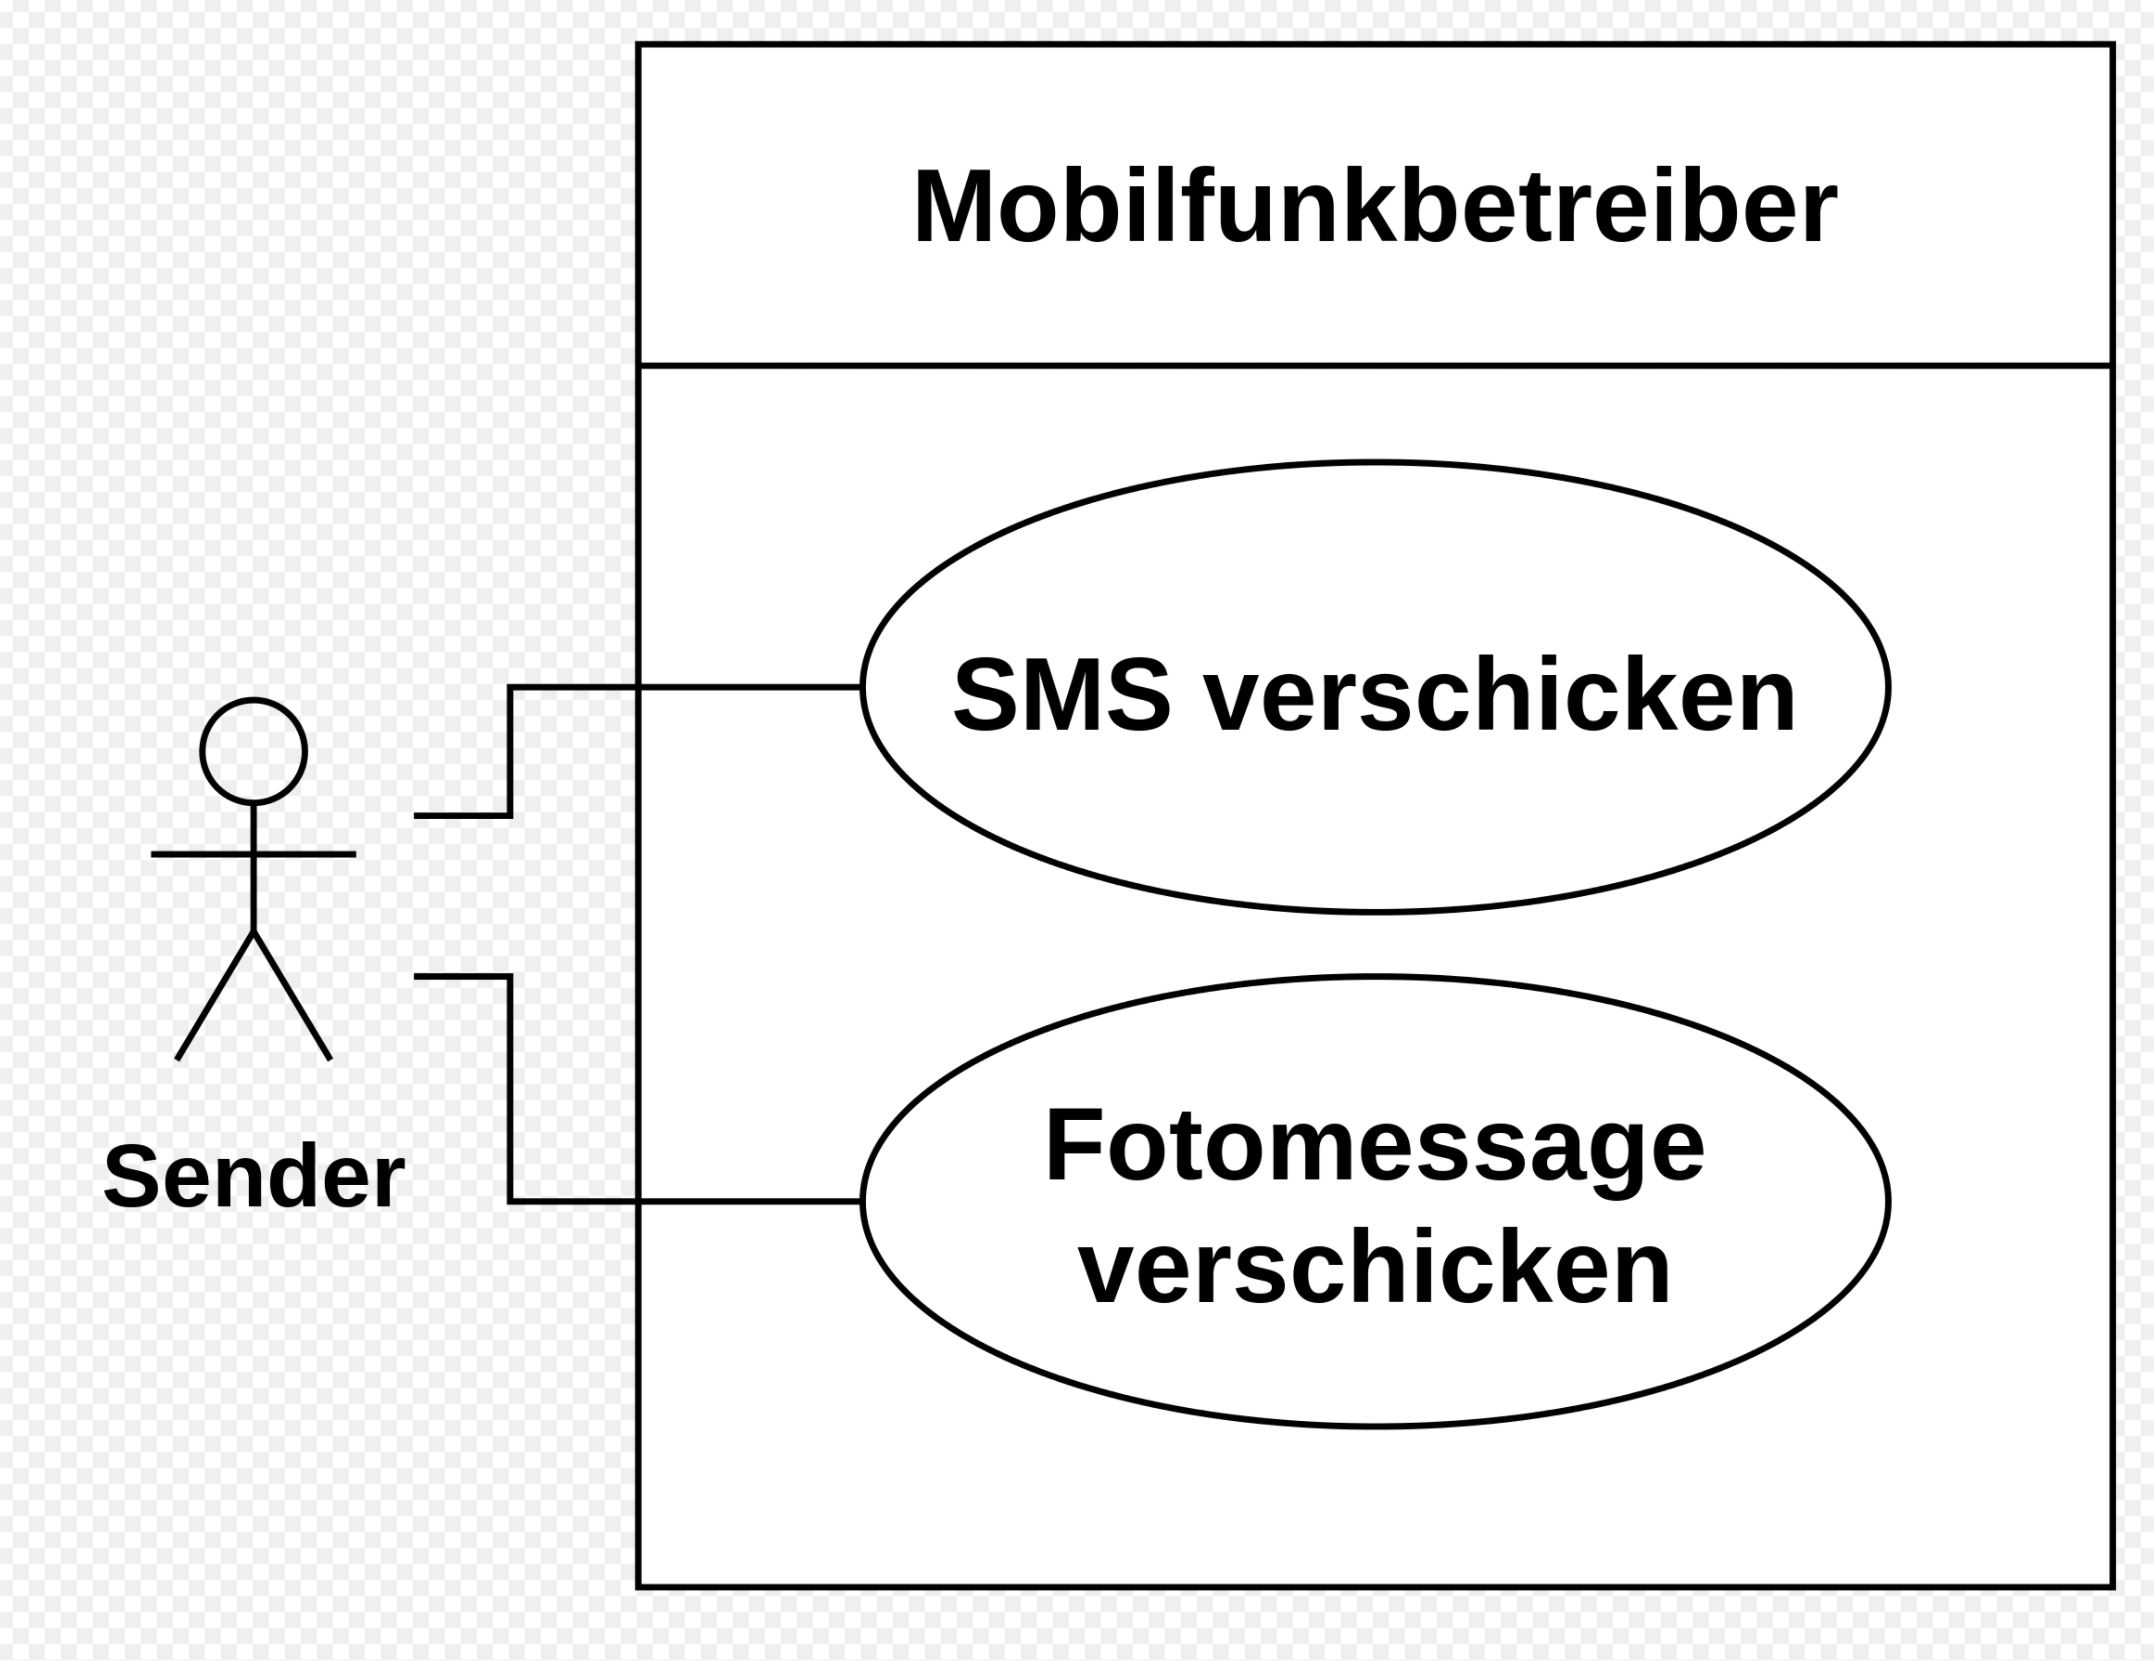 Mobilfunkbetreiber
SMS verschicken
Sender
Fotomessage
verschicken